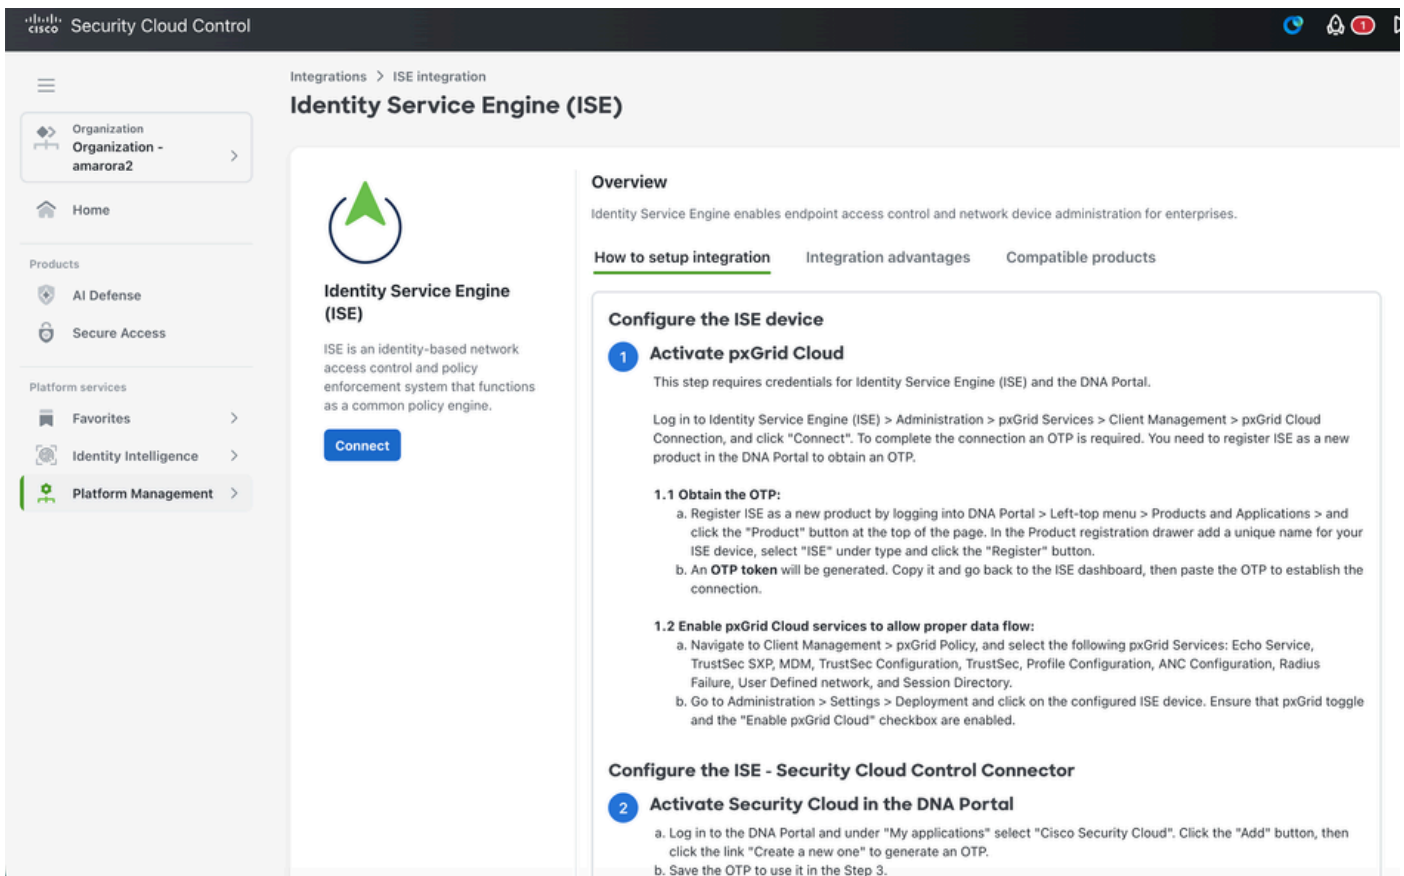 cisco Security Cloud Control
1
Organization
Organization -
amarora2
Home
Products
AI Defense
Secure Access
Platform services
Favorites
Identity Intelligence
Platform Management
Integrations > ISE integration
Identity Service Engine (ISE)
Identity Service Engine
(ISE)
ISE is an identity-based network
access control and policy
enforcement system that functions
as a common policy engine.
Connect
Overview
Identity Service Engine enables endpoint access control and network device administration for enterprises.
How to setup integration Integration advantages Compatible products
Configure the ISE device
1 Activate pxGrid Cloud
This step requires credentials for Identity Service Engine (ISE) and the DNA Portal.
Log in to Identity Service Engine (ISE) > Administration > pxGrid Services > Client Management > pxGrid Cloud
Connection, and click "Connect". To complete the connection an OTP is required. You need to register ISE as a new
product in the DNA Portal to obtain an OTP.
1.1 Obtain the OTP:
a. Register ISE as a new product by logging into DNA Portal > Left-top menu > Products and Applications > and
click the "Product" button at the top of the page. In the Product registration drawer add a unique name for your
ISE device, select "ISE" under type and click the "Register" button.
b. An OTP token will be generated. Copy it and go back to the ISE dashboard, then paste the OTP to establish the
connection.
1.2 Enable pxGrid Cloud services to allow proper data flow:
a. Navigate to Client Management > pxGrid Policy, and select the following pxGrid Services: Echo Service,
TrustSec SXP, MDM, TrustSec Configuration, TrustSec, Profile Configuration, ANC Configuration, Radius
Failure, User Defined network, and Session Directory.
b. Go to Administration > Settings > Deployment and click on the configured ISE device. Ensure that pxGrid toggle
and the "Enable pxGrid Cloud" checkbox are enabled.
Configure the ISE - Security Cloud Control Connector
2 Activate Security Cloud in the DNA Portal
a. Log in to the DNA Portal and under "My applications" select "Cisco Security Cloud". Click the "Add" button, then
click the link "Create a new one" to generate an OTP.
b. Save the OTP to use it in the Step 3.